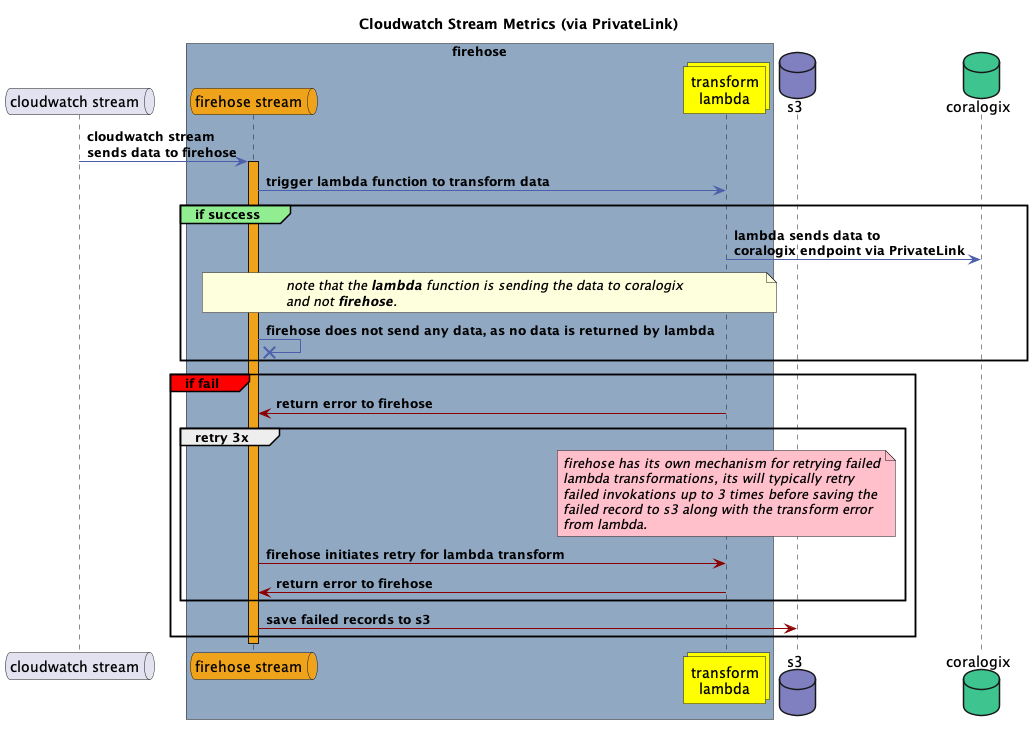 Cloudwatch Stream Metrics (via PrivateLink)
firehose
cloudwatch stream
firehose stream
transform
lambda
s3
coralogix
cloudwatch stream
sends data to firehose
trigger lambda function to transform data
if success
lambda sends data to
coralogix endpoint via PrivateLink
note that the lambda function is sending the data to coralogix
and not firehose.
firehose does not send any data, as no data is returned by lambda
if fail
return error to firehose
retry 3x
firehose has its own mechanism for retrying failed
lambda transformations, its will typically retry
failed invokations up to 3 times before saving the
failed record to s3 along with the transform error
from lambda.
firehose initiates retry for lambda transform
return error to firehose
save failed records to s3
cloudwatch stream
firehose stream
transform
lambda
s3
coralogix